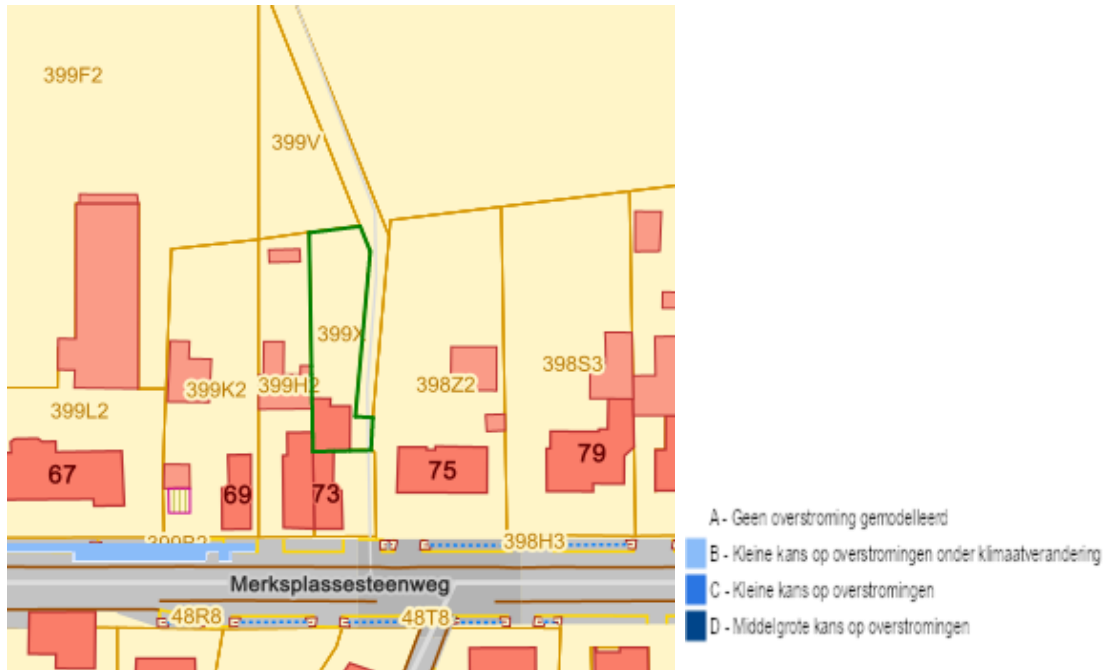 399F2
399V
399X
399K2
399H2
398Z2
398S3
399L2
67
69
73
75
79
398H3
Merksplassesteenweg
48R8
48T8
A - Geen overstroming gemodelleerd
B - Kleine kans op overstromingen onder klimaatverandering
C - Kleine kans op overstromingen
D - Middelgrote kans op overstromingen